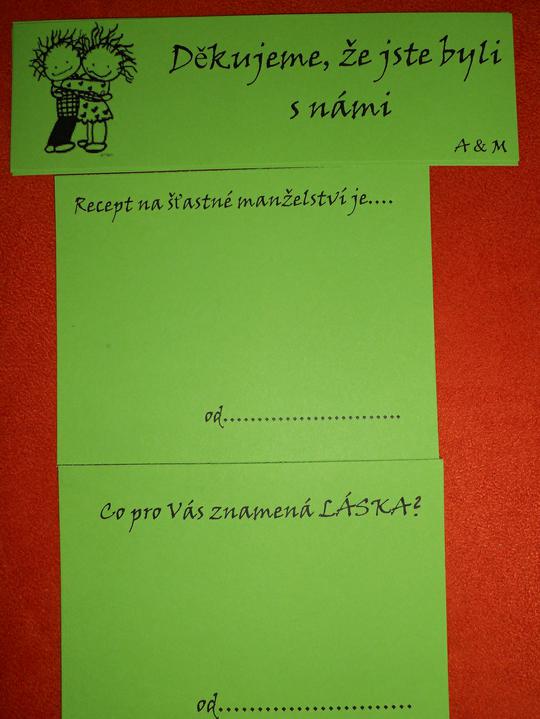 Děkujeme, že jste byli
s námi
A & M
Recept na šťastné manželství je....
od...........................
Co pro Vás znamená LÁSKA?
od.............................